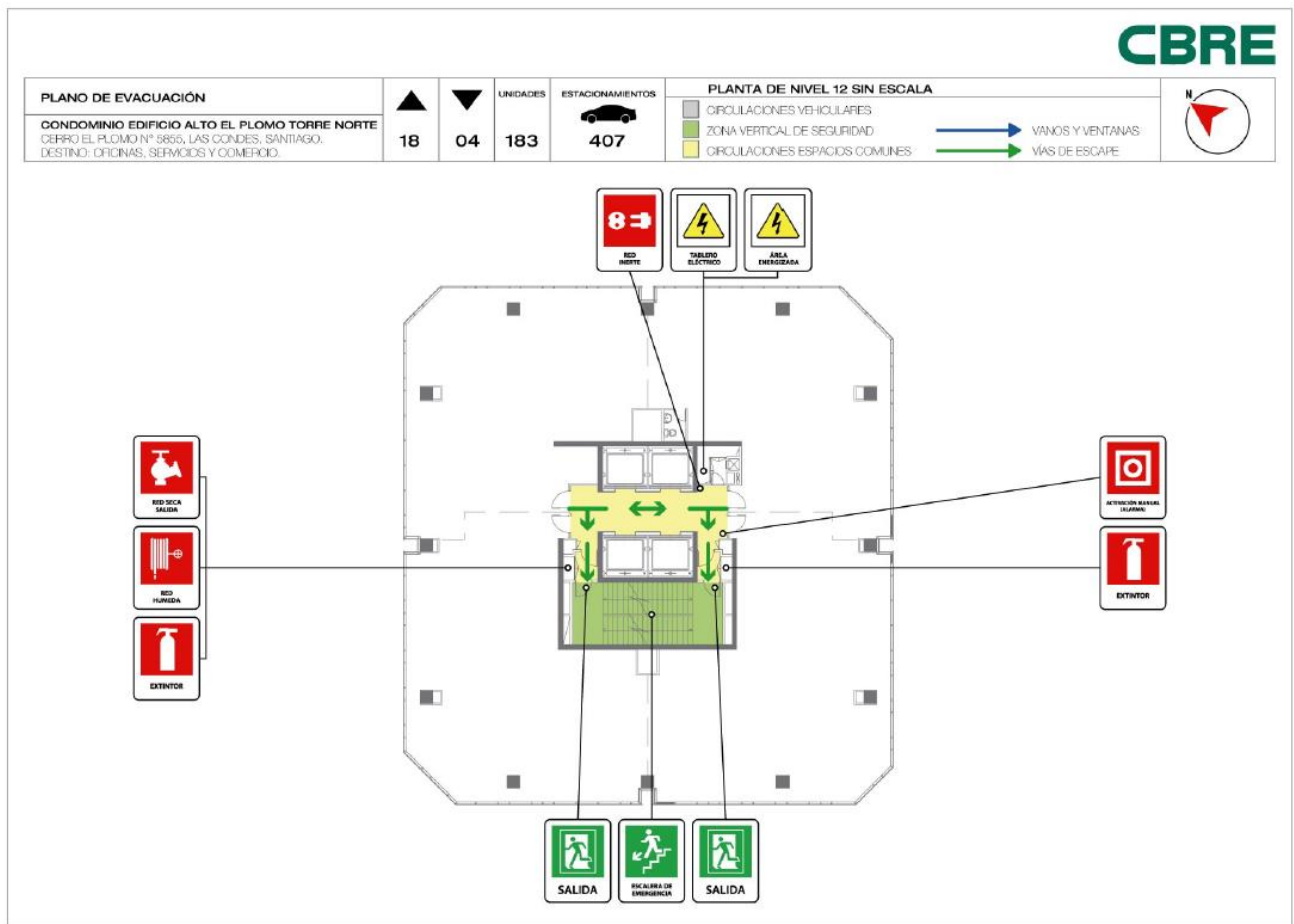 CBRE
PLANO DE EVACUACIÓN
CONDOMINIO EDIFICIO ALTO EL PLOMO TORRE NORTE
CERRO EL PLOMO N° 5855, LAS CONDES, SANTIAGO.
DESTINO: OFICINAS, SERVICIOS Y COMERCIO.
18
04
UNIDADES
183
ESTACIONAMIENTOS
407
PLANTA DE NIVEL 12 SIN ESCALA
CIRCULACIONES VEHICULARES
ZONA VERTICAL DE SEGURIDAD
CIRCULACIONES ESPACIOS COMUNES
VANOS Y VENTANAS
VÍAS DE ESCAPE
N
RED
INERTE
TABLERO
ELÉCTRICO
ÁREA
ENERGIZADA
RED SECA
SALIDA
RED
HUMEDA
EXTINTOR
ACTIVACIÓN MANUAL
(ALARMA)
EXTINTOR
SALIDA
ESCALERA DE
EMERGENCIA
SALIDA